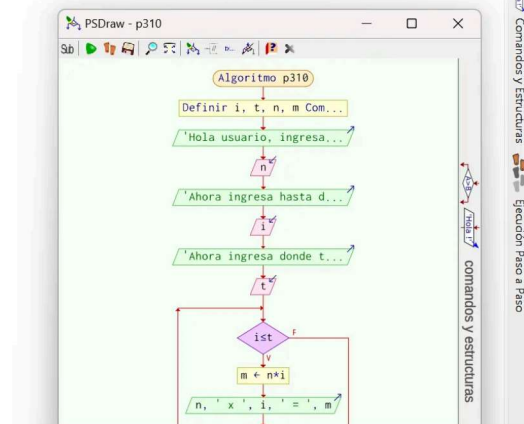 PSDraw - p310
Sub
Algoritmo p310
Definir i, t, n, m Com...
'Hola usuario, ingresa...
n
'Ahora ingresa hasta d...
i
'Ahora ingresa donde t...
t
i≤t
F
V
m ← n*i
n, ' x ', i, ' = ', m
A>B
'Hola !'
comandos y estructuras
Comandos y Estructuras
Ejecución Paso a Paso